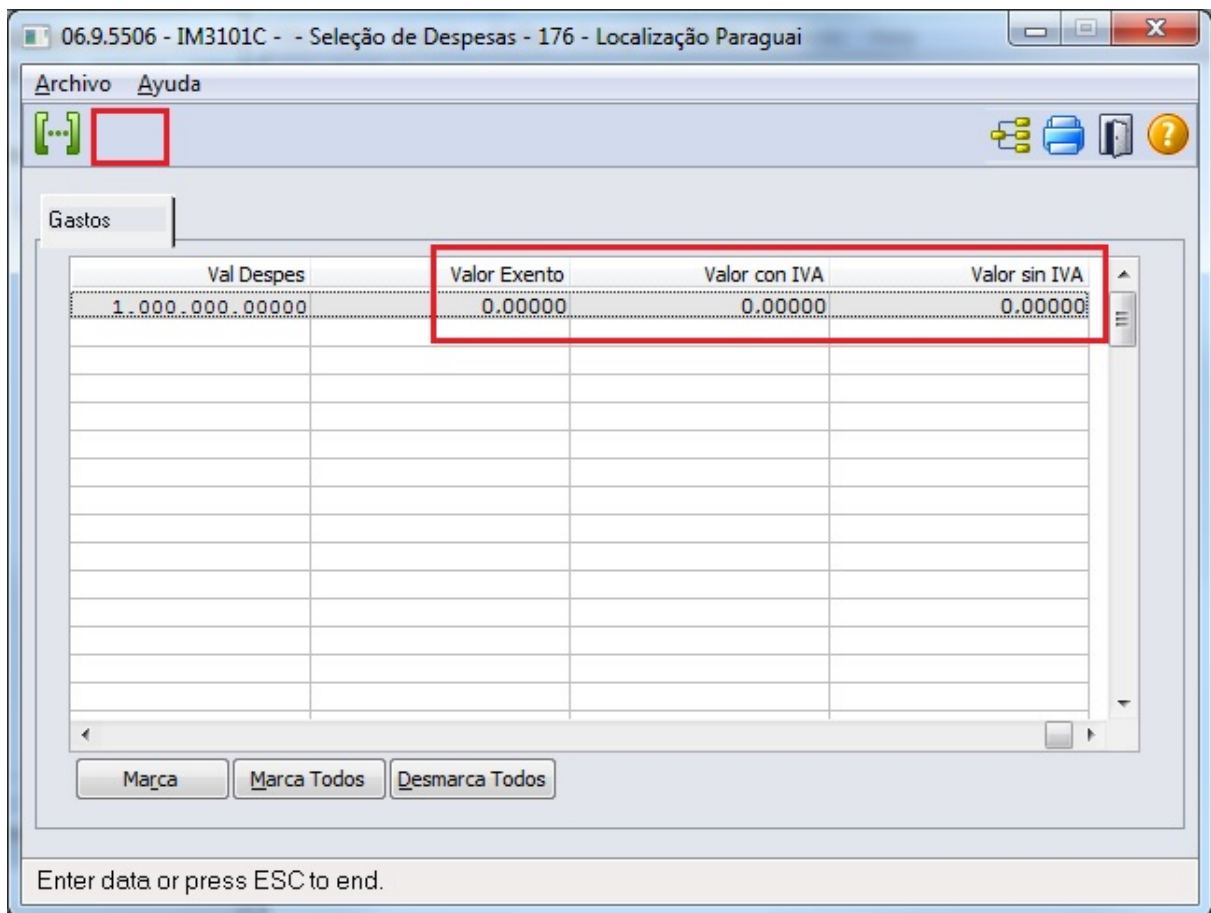 06.9.5506 - IM3101C - - Seleção de Despesas - 176 - Localização Paraguai
Archivo Ayuda
Gastos
Val Despes Valor Exento Valor con IVA Valor sin IVA
1.000.000.00000 0.00000 0.00000 0.00000
Marca Marca Todos Desmarca Todos
Enter data or press ESC to end.